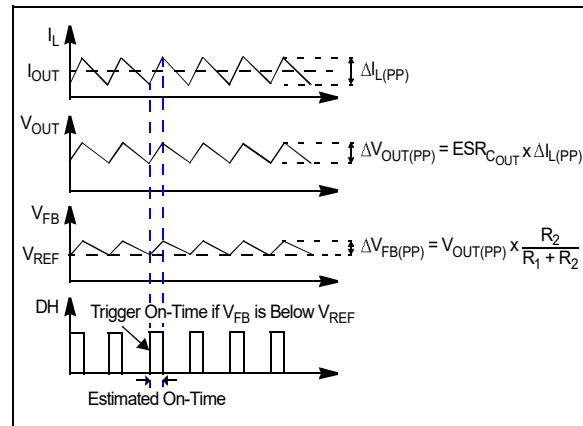 I_L
I_OUT
ΔI_L(PP)
V_OUT
ΔV_OUT(PP) = ESR_C_OUT x ΔI_L(PP)
V_FB
V_REF
ΔV_FB(PP) = V_OUT(PP) x R_2 / R_1 + R_2
DH
Trigger On-Time if V_FB is Below V_REF
Estimated On-Time